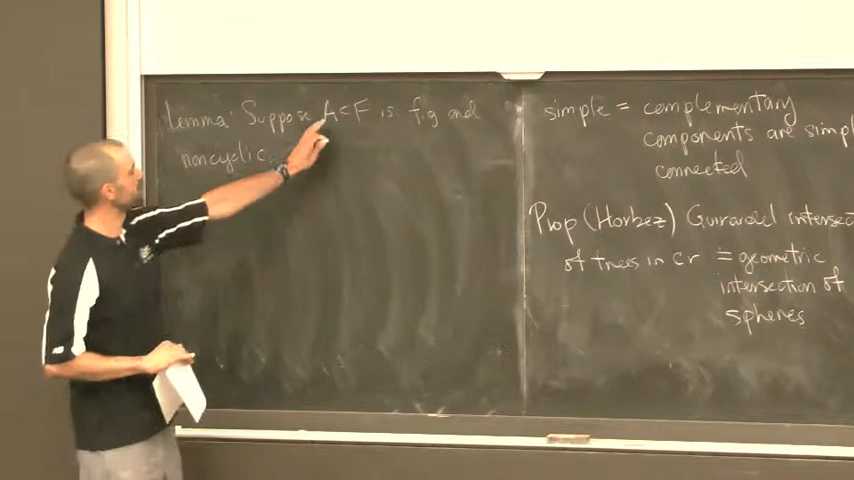 Lemma: Suppose A < F is f.g and
noncyclic.
simple = complementary
components are simpl
connected
Prop (Horbez) Guirardel intersec
of trees in cr = geometric
intersection of
spheres